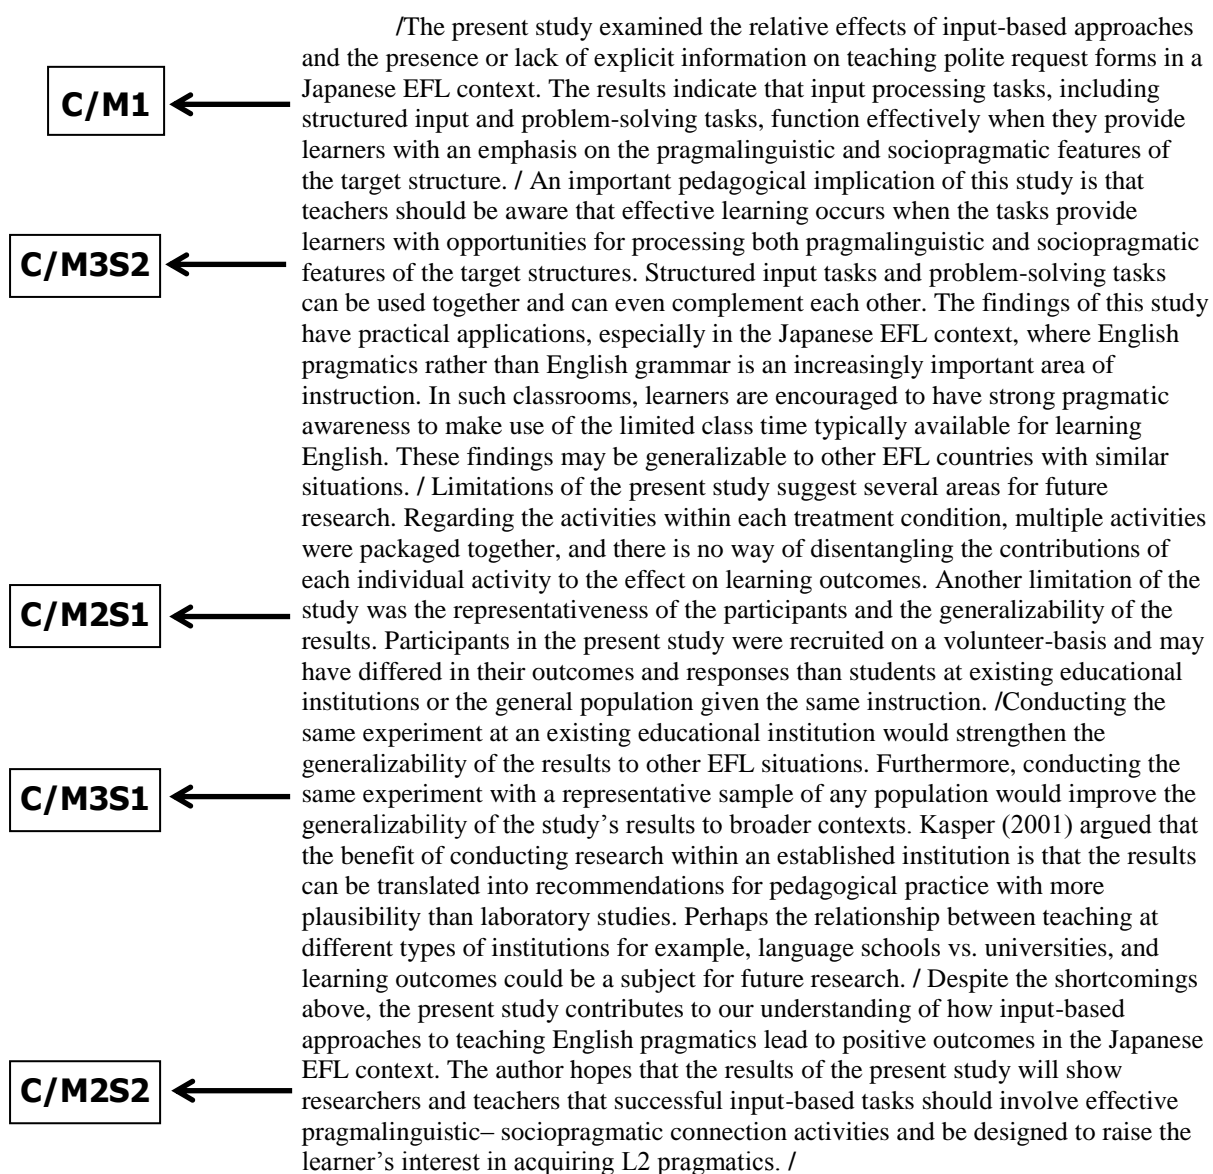 /The present study examined the relative effects of input-based approaches
and the presence or lack of explicit information on teaching polite request forms in a
C/M1
Japanese EFL context. The results indicate that input processing tasks, including
structured input and problem-solving tasks, function effectively when they provide
learners with an emphasis on the pragmalinguistic and sociopragmatic features of
the target structure. / An important pedagogical implication of this study is that
teachers should be aware that effective learning occurs when the tasks provide
learners with opportunities for processing both pragmalinguistic and sociopragmatic
C/M3S2
features of the target structures. Structured input tasks and problem-solving tasks
can be used together and can even complement each other. The findings of this study
have practical applications, especially in the Japanese EFL context, where English
pragmatics rather than English grammar is an increasingly important area of
instruction. In such classrooms, learners are encouraged to have strong pragmatic
awareness to make use of the limited class time typically available for learning
English. These findings may be generalizable to other EFL countries with similar
situations. / Limitations of the present study suggest several areas for future
research. Regarding the activities within each treatment condition, multiple activities
were packaged together, and there is no way of disentangling the contributions of
each individual activity to the effect on learning outcomes. Another limitation of the
C/M2S1
study was the representativeness of the participants and the generalizability of the
results. Participants in the present study were recruited on a volunteer-basis and may
have differed in their outcomes and responses than students at existing educational
institutions or the general population given the same instruction. /Conducting the
same experiment at an existing educational institution would strengthen the
generalizability of the results to other EFL situations. Furthermore, conducting the
C/M3S1
same experiment with a representative sample of any population would improve the
generalizability of the study's results to broader contexts. Kasper (2001) argued that
the benefit of conducting research within an established institution is that the results
can be translated into recommendations for pedagogical practice with more
plausibility than laboratory studies. Perhaps the relationship between teaching at
different types of institutions for example, language schools vs. universities, and
learning outcomes could be a subject for future research. / Despite the shortcomings
above, the present study contributes to our understanding of how input-based
approaches to teaching English pragmatics lead to positive outcomes in the Japanese
EFL context. The author hopes that the results of the present study will show
C/M2S2
researchers and teachers that successful input-based tasks should involve effective
pragmalinguistic– sociopragmatic connection activities and be designed to raise the
learner's interest in acquiring L2 pragmatics. /